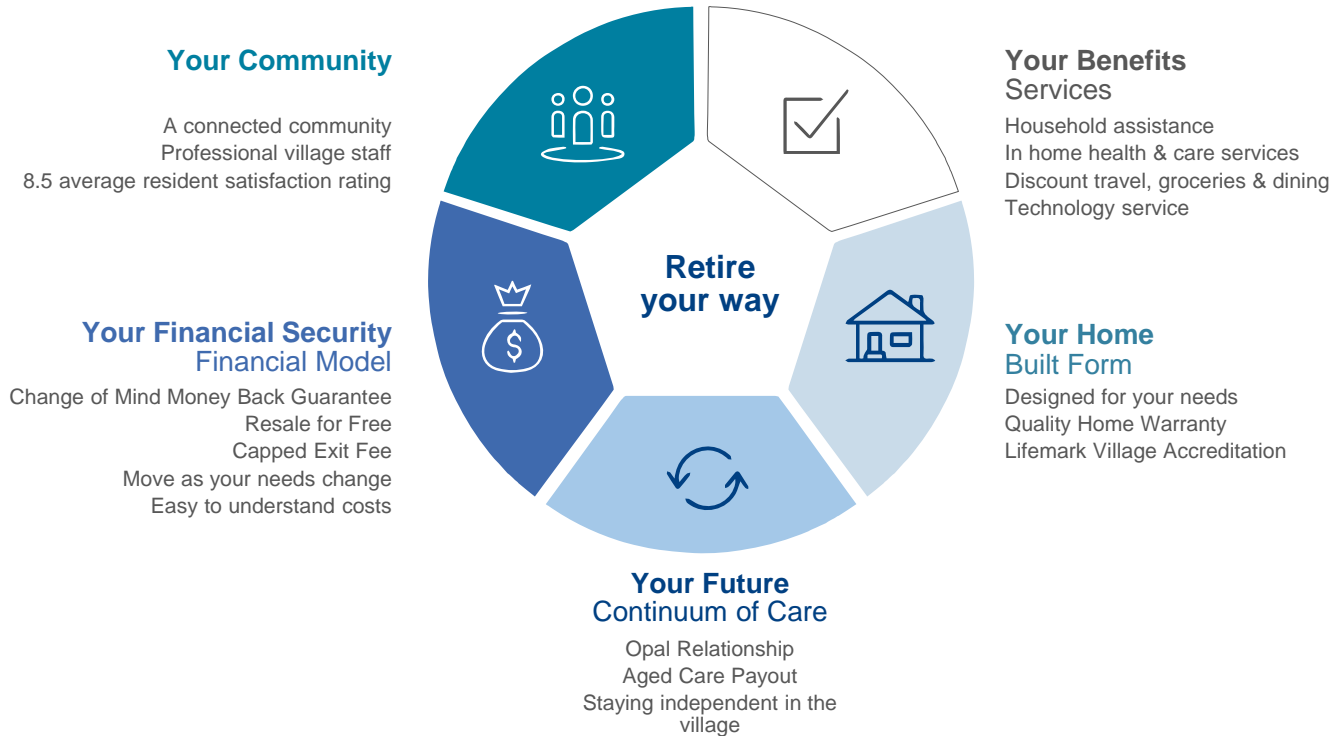 Your Community
A connected community
Professional village staff
8.5 average resident satisfaction rating
Your Benefits
Services
Household assistance
In home health & care services
Discount travel, groceries & dining
Technology service
Retire
your way
$
Your Financial Security
Financial Model
Change of Mind Money Back Guarantee
Resale for Free
Capped Exit Fee
Move as your needs change
Easy to understand costs
Your Home
Built Form
Designed for your needs
Quality Home Warranty
Lifemark Village Accreditation
Your Future
Continuum of Care
Opal Relationship
Aged Care Payout
Staying independent in the
village